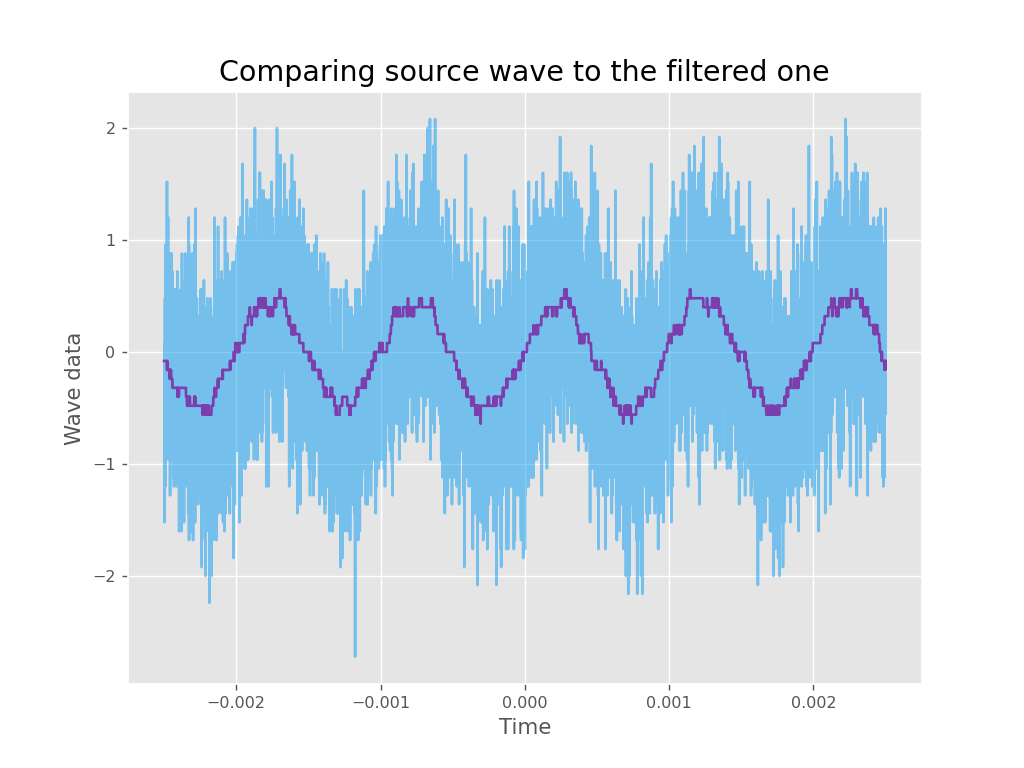 Comparing source wave to the filtered one
2
1
0
−1
−2
Wave data
−0.002 −0.001 0.000 0.001 0.002
Time